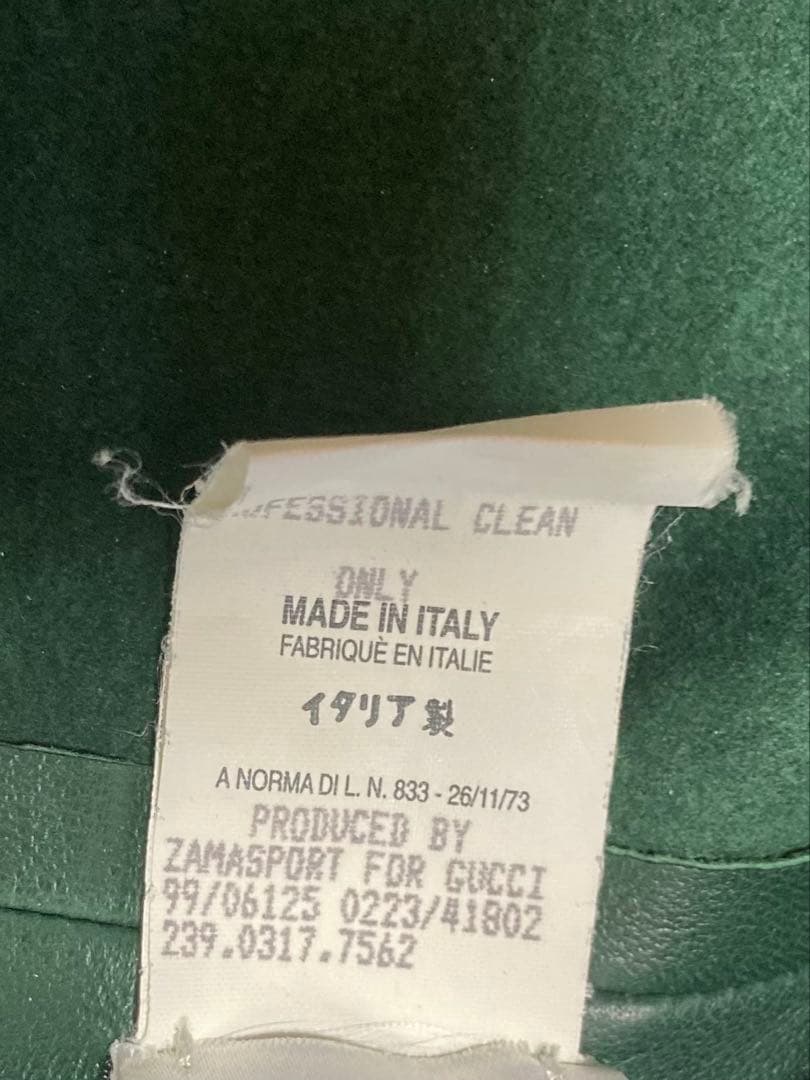 PROFESSIONAL CLEAN
ONLY
MADE IN ITALY
FABRIQUÈ EN ITALIE
イタリア製
A NORMA DI L. N. 833 - 26/11/73
PRODUCED BY
ZAMASPORT FOR GUCCI
99/06125 0223/41802
239.0317.7562